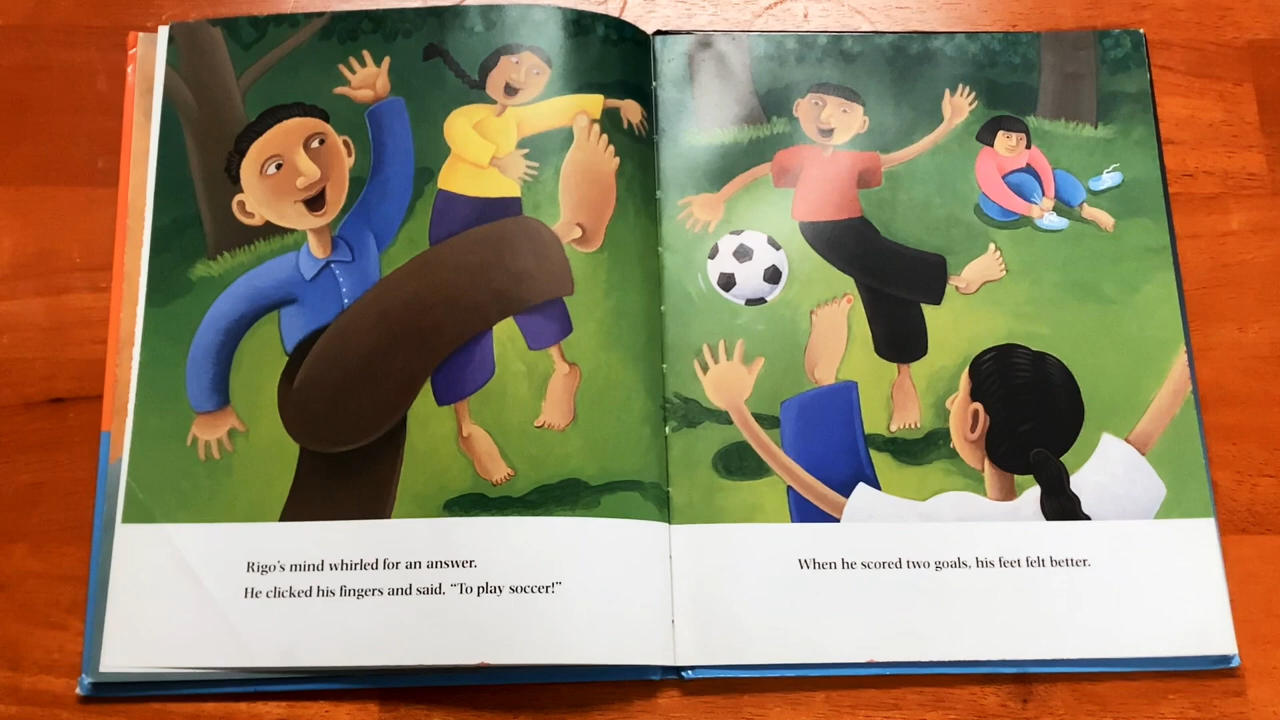 Rigo's mind whirled for an answer.
He clicked his fingers and said, “To play soccer!”
When he scored two goals, his feet felt better.